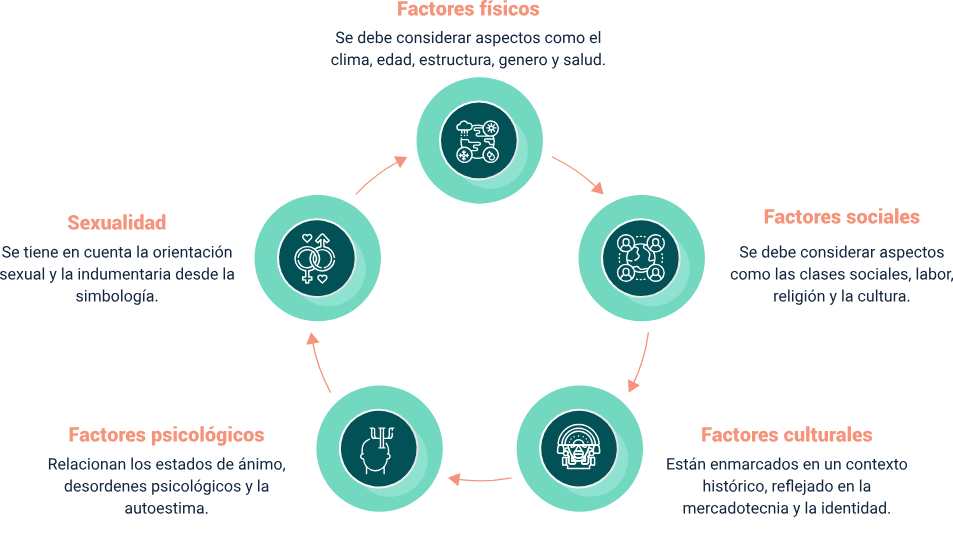 Factores físicos
Se debe considerar aspectos como el
clima, edad, estructura, genero y salud.
Factores sociales
Se debe considerar aspectos
como las clases sociales, labor,
religión y la cultura.
Factores culturales
Están enmarcados en un contexto
histórico, reflejado en la
mercadotecnia y la identidad.
Factores psicológicos
Relacionan los estados de ánimo,
desordenes psicológicos y la
autoestima.
Sexualidad
Se tiene en cuenta la orientación
sexual y la indumentaria desde la
simbología.